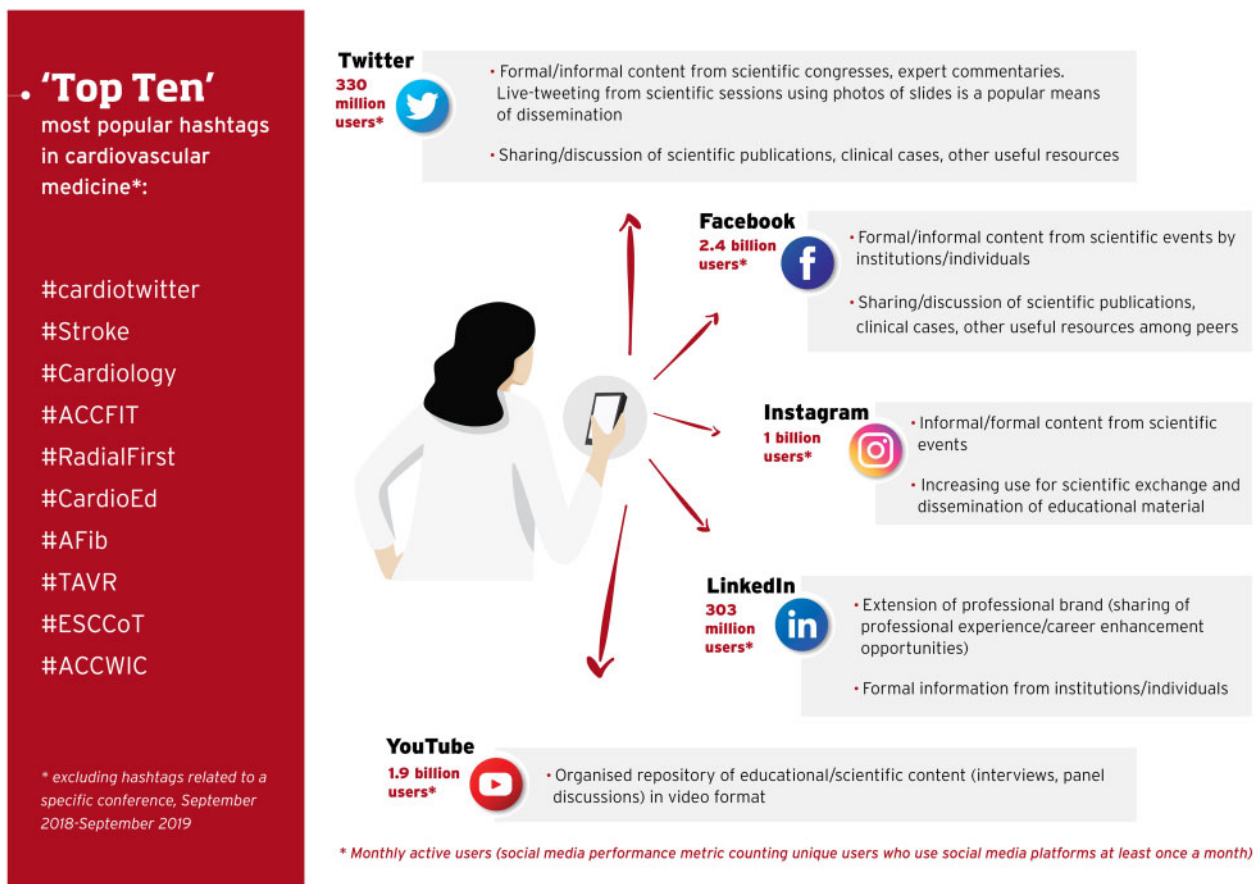 ‘Top Ten’
most popular hashtags
in cardiovascular
medicine*:
#cardiotwitter
#Stroke
#Cardiology
#ACCFIT
#RadialFirst
#CardioEd
#AFib
#TAVR
#ESCCoT
#ACCWIC
* excluding hashtags related to a
specific conference, September
2018-September 2019
Twitter
330
million
users*
• Formal/informal content from scientific congresses, expert commentaries.
Live-tweeting from scientific sessions using photos of slides is a popular means
of dissemination
• Sharing/discussion of scientific publications, clinical cases, other useful resources
Facebook
2.4 billion
users*
f
• Formal/informal content from scientific events by
institutions/individuals
• Sharing/discussion of scientific publications,
clinical cases, other useful resources among peers
Instagram
1 billion
users*
• Informal/formal content from scientific
events
• Increasing use for scientific exchange and
dissemination of educational material
LinkedIn
303
million
users*
in
• Extension of professional brand (sharing of
professional experience/career enhancement
opportunities)
• Formal information from institutions/individuals
YouTube
1.9 billion
users*
• Organised repository of educational/scientific content (interviews, panel
discussions) in video format
* Monthly active users (social media performance metric counting unique users who use social media platforms at least once a month)